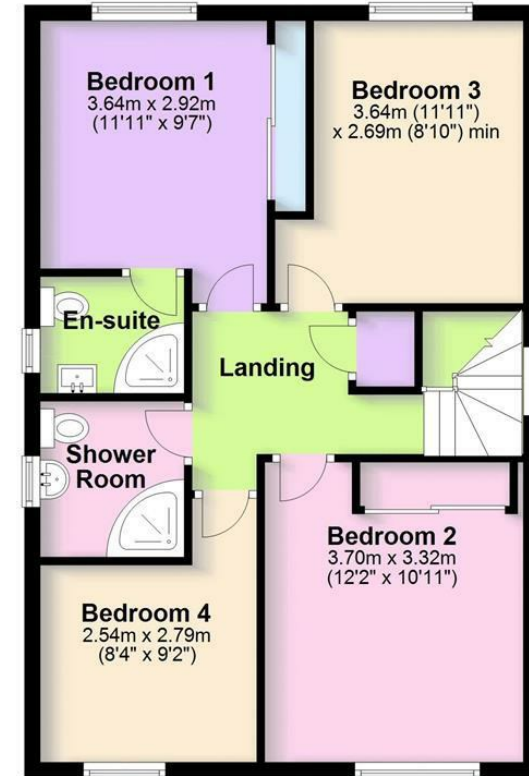 Bedroom 1
3.64m x 2.92m
(11'11" x 9'7")
Bedroom 3
3.64m (11'11")
x 2.69m (8'10") min
En-suite
Landing
Shower
Room
Bedroom 2
3.70m x 3.32m
(12'2" x 10'11")
Bedroom 4
2.54m x 2.79m
(8'4" x 9'2")